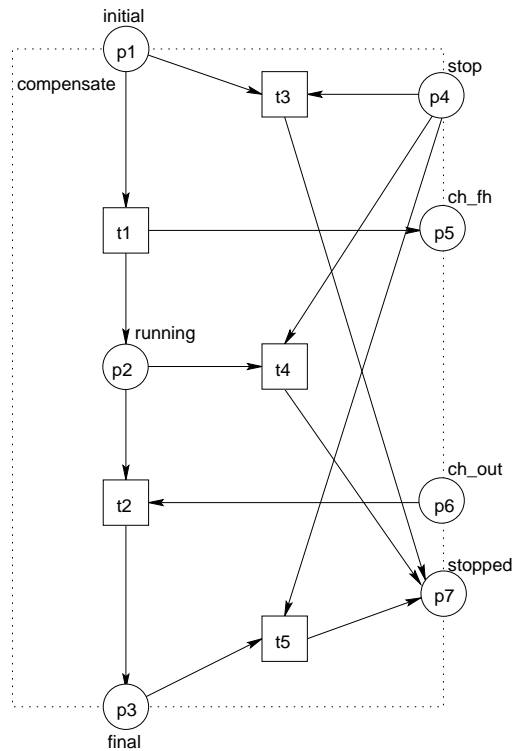 initial
p1
compensate
t3
stop
p4
ch_fh
t1
p5
running
p2
t4
ch_out
t2
p6
stopped
p7
t5
p3
final